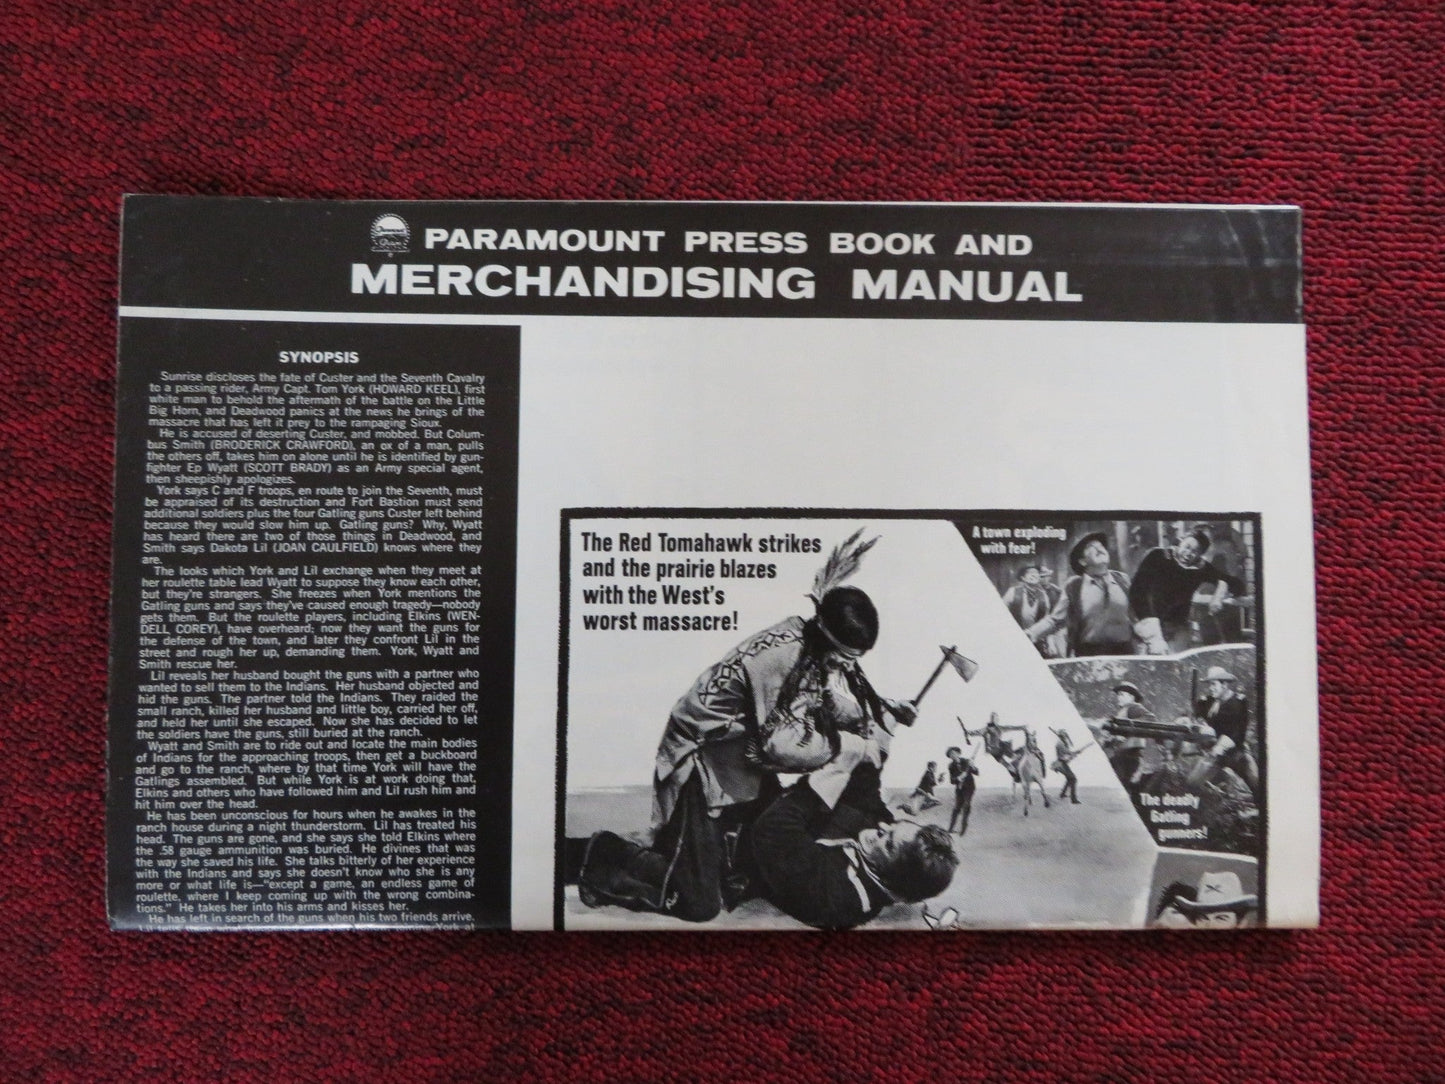 PARAMOUNT PRESS BOOK AND
MERCHANDISING MANUAL
SYNOPSIS
Sunrise discloses the fate of Custer and the Seventh Cavalry
to a passing rider, Army Capt. Tom York (HOWARD KEEL), first
white man to behold the aftermath of the battle on the Little
Big Horn, and Deadwood panics at the news he brings of the
massacre that has left it prey to the rampaging Sioux.
He is accused of deserting Custer, and mobbed. But Colum-
bus Smith (BRODERICK CRAWFORD), an ox of a man, pulls
the others off, takes him on alone until he is identified by gun-
fighter Ep Wyatt (SCOTT BRADY) as an Army special agent,
then sheepishly apologizes.
York says C and F troops, en route to join the Seventh, must
be appraised of its destruction and Fort Bastion must send
additional soldiers plus the four Gatling guns Custer left behind
because they would slow him up. Gatling guns? Why, Wyatt
has heard there are two of those things in Deadwood, and
Smith says Dakota Lil (JOAN CAULFIELD) knows where they
are.
The looks which York and Lil exchange when they meet at
her roulette table lead Wyatt to suppose they know each other,
but they're strangers. She freezes when York mentions the
Gatling guns and says they've caused enough tragedy—nobody
gets them. But the roulette players, including Elkins (WEN-
DELL COREY), have overheard; now they want the guns for
the defense of the town, and later they confront Lil in the
street and rough her up, demanding them. York, Wyatt and
Smith rescue her.
Lil reveals her husband bought the guns with a partner who
wanted to sell them to the Indians. Her husband objected and
hid the guns. The partner told the Indians. They raided the
small ranch, killed her husband and little boy, carried her off,
and held her until she escaped. Now she has decided to let
the soldiers have the guns, still buried at the ranch.
Wyatt and Smith are to ride out and locate the main bodies
of Indians for the approaching troops, then get a buckboard
and go to the ranch, where by that time York will have the
Gatlings assembled. But while York is at work doing that,
Elkins and others who have followed him and Lil rush him and
hit him over the head.
He has been unconscious for hours when he awakes in the
ranch house during a night thunderstorm. Lil has treated his
head. The guns are gone, and she says she told Elkins where
the .58 gauge ammunition was buried. He divines that was
the way she saved his life. She talks bitterly of her experience
with the Indians and says she doesn't know who she is any
more or what life is—"except a game, an endless game of
roulette, where I keep coming up with the wrong combina-
tions." He takes her into his arms and kisses her.
He has left in search of the guns when his two friends arrive.
The Red Tomahawk strikes
and the prairie blazes
with the West's
worst massacre!
A town exploding
with fear!
The deadly
Gatling
gunners!